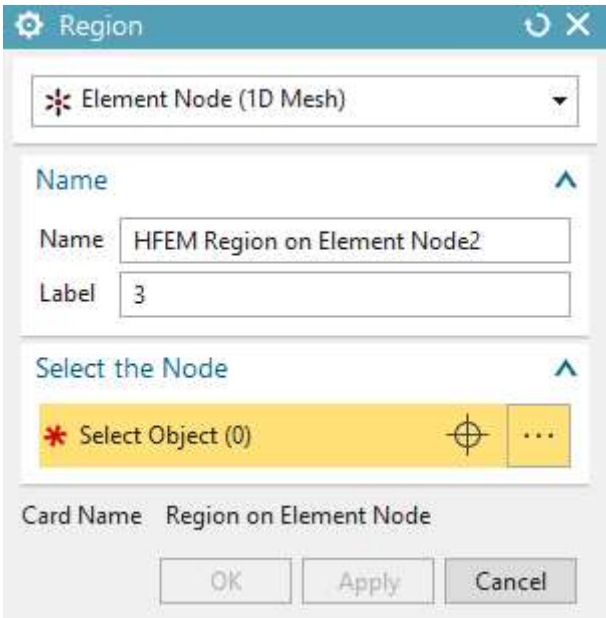 Region
Element Node (1D Mesh)
Name
Name HFEM Region on Element Node2
Label 3
Select the Node
* Select Object (0) ...
Card Name Region on Element Node
OK Apply Cancel